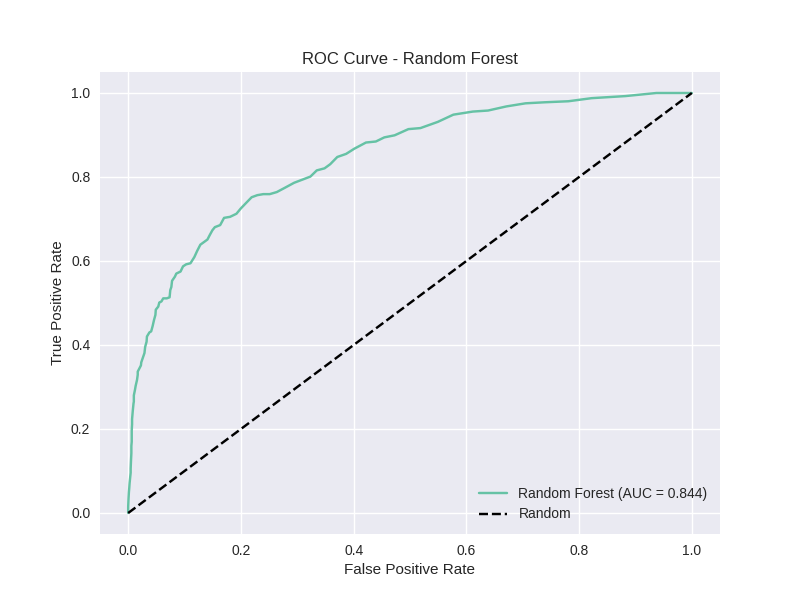 ROC Curve - Random Forest
True Positive Rate
1.0
0.8
0.6
0.4
0.2
0.0
Random Forest (AUC = 0.844)
Random
0.0 0.2 0.4 0.6 0.8 1.0
False Positive Rate